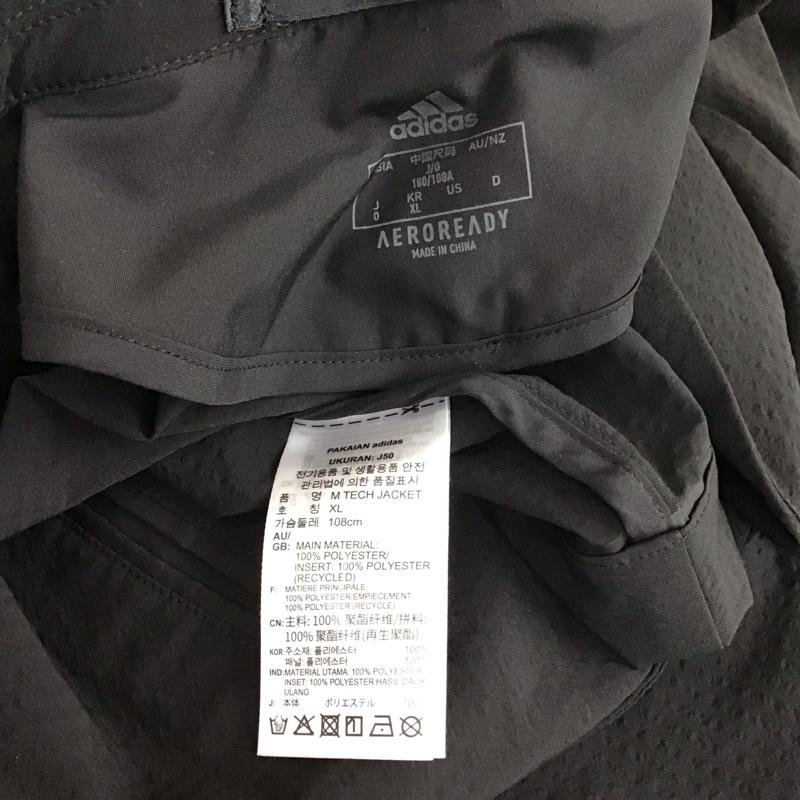 adidas
SIA 中国尺码 AU/NZ
J/O
180/108A
J KR US D
O XL
AEROREADY
MADE IN CHINA
PAKAIAN adidas
UKURAN: J50
전기용품 및 생활용품 안전
관리법에 의한 품질표시
품 명 M TECH JACKET
호 칭 XL
가슴둘레 108cm
AU/
GB: MAIN MATERIAL:
100% POLYESTER/
INSERT: 100% POLYESTER
(RECYCLED)
F: MATIERE PRINCIPALE:
100% POLYESTER/EMPIECEMENT:
100% POLYESTER (RECYCLE)
CN: 主料: 100% 聚酯纤维/拼料:
100% 聚酯纤维(再生聚酯)
KOR: 주소재: 폴리에스터 100%
패널: 폴리에스터 100%
IND: MATERIAL UTAMA: 100% POLYESTER/
INSET: 100% POLYESTER HASIL DAUR
ULANG
J: 本体 ポリエステル 100%